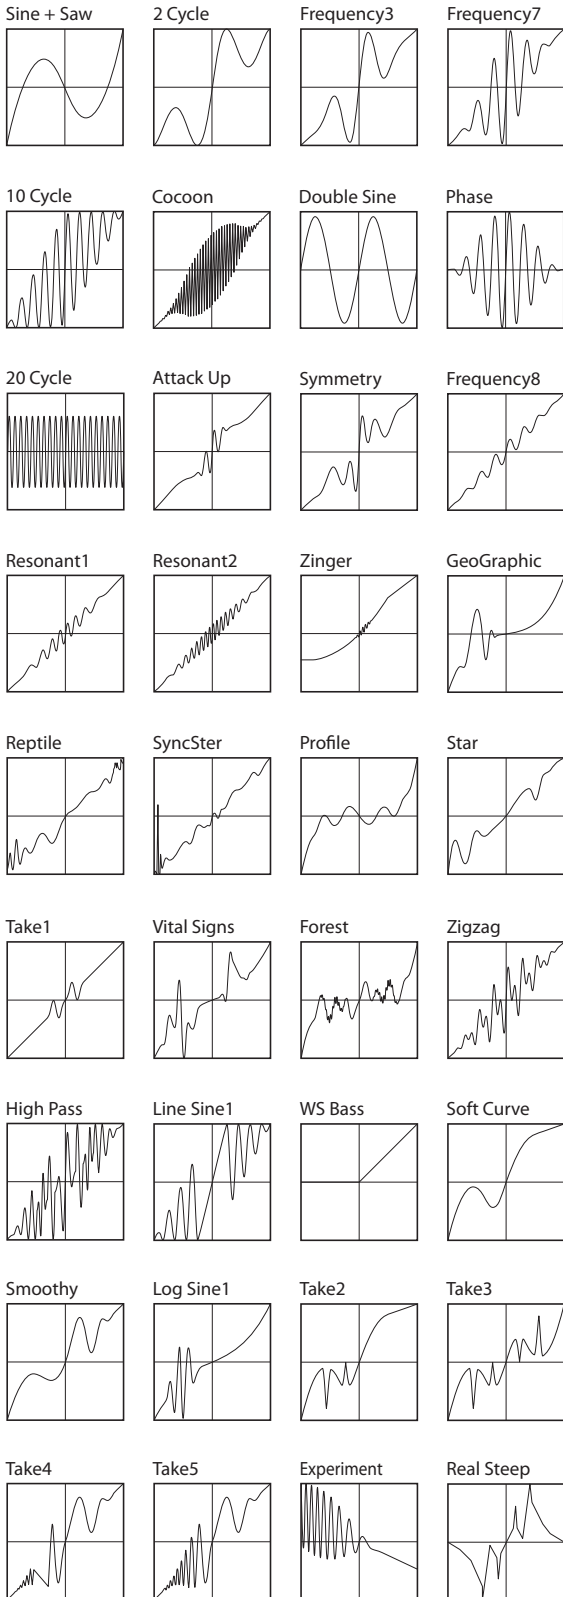 Sine + Saw 2 Cycle Frequency3 Frequency7
10 Cycle Cocoon Double Sine Phase
20 Cycle Attack Up Symmetry Frequency8
Resonant1 Resonant2 Zinger GeoGraphic
Reptile SyncSter Profile Star
Take1 Vital Signs Forest Zigzag
High Pass Line Sine1 WS Bass Soft Curve
Smoothy Log Sine1 Take2 Take3
Take4 Take5 Experiment Real Steep